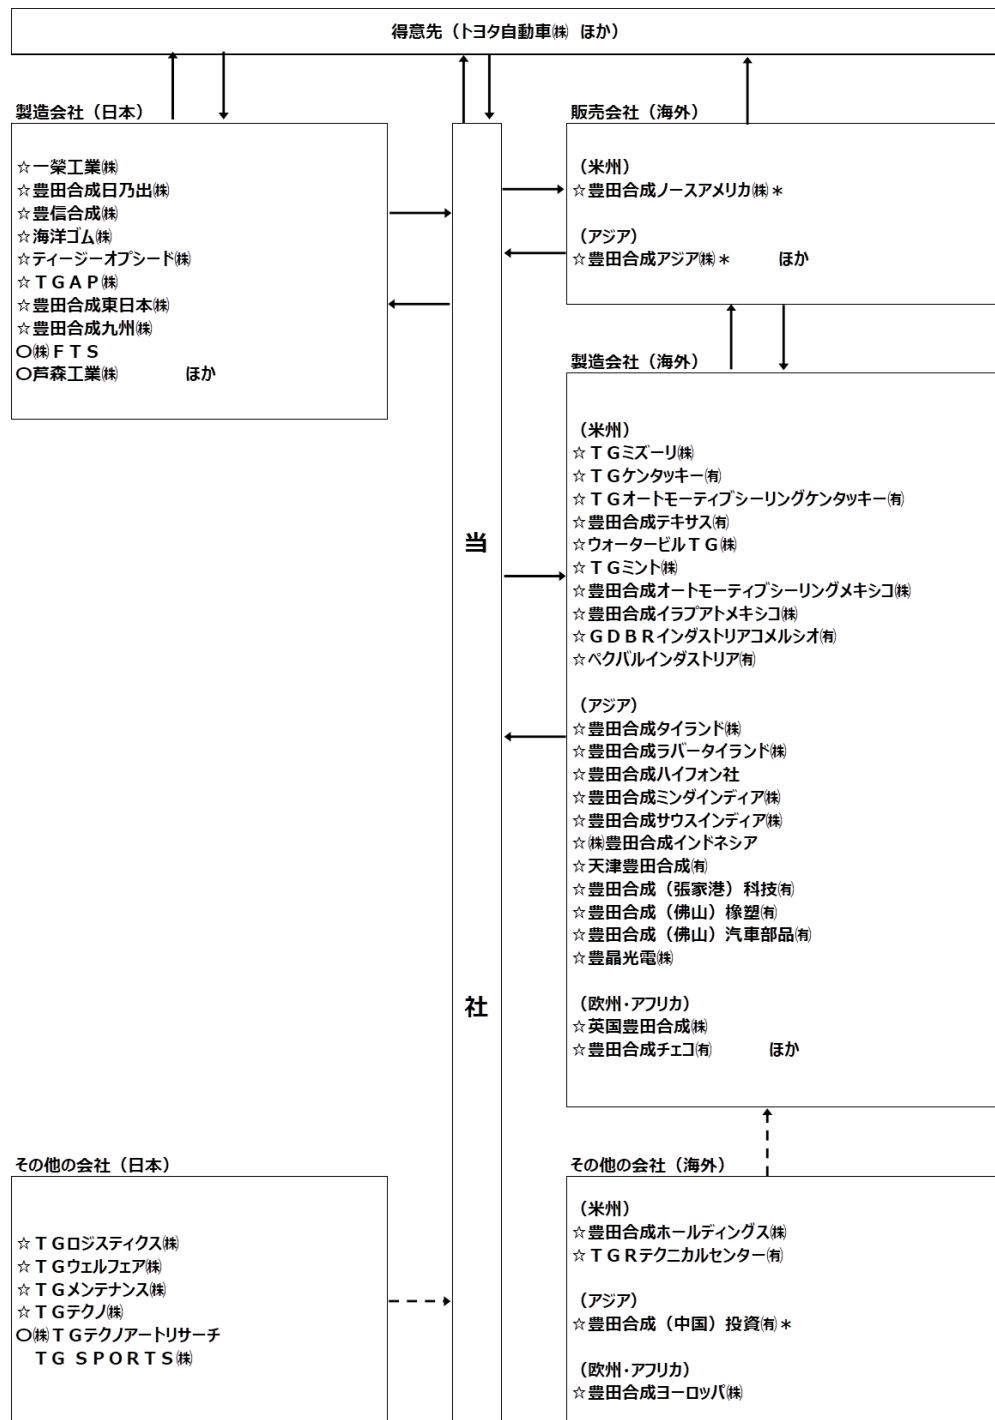 得意先（トヨタ自動車㈱ ほか）
製造会社（日本）
☆一榮工業㈱
☆豊田合成日乃出㈱
☆豊信合成㈱
☆海洋ゴム㈱
☆ティージーオプシード㈱
☆ＴＧＡＰ㈱
☆豊田合成東日本㈱
☆豊田合成九州㈱
○㈱ＦＴＳ
○芦森工業㈱　ほか
当
社
販売会社（海外）
（米州）
☆豊田合成ノースアメリカ㈱＊
（アジア）
☆豊田合成アジア㈱＊　ほか
製造会社（海外）
（米州）
☆ＴＧミズーリ㈱
☆ＴＧケンタッキー㈲
☆ＴＧオートモーティブシーリングケンタッキー㈲
☆豊田合成テキサス㈲
☆ウォータービルＴＧ㈱
☆ＴＧミント㈱
☆豊田合成オートモーティブシーリングメキシコ㈱
☆豊田合成イラプアトメキシコ㈱
☆ＧＤＢＲインダストリアコメルシオ㈲
☆ペクバルインダストリア㈲
（アジア）
☆豊田合成タイランド㈱
☆豊田合成ラバータイランド㈱
☆豊田合成ハイフォン社
☆豊田合成ミンダインディア㈱
☆豊田合成サウスインディア㈱
☆㈱豊田合成インドネシア
☆天津豊田合成㈲
☆豊田合成（張家港）科技㈲
☆豊田合成（佛山）橡塑㈲
☆豊田合成（佛山）汽車部品㈲
☆豊晶光電㈱
（欧州・アフリカ）
☆英国豊田合成㈱
☆豊田合成チェコ㈲　ほか
その他の会社（日本）
☆ＴＧロジスティクス㈱
☆ＴＧウェルフェア㈱
☆ＴＧメンテナンス㈱
☆ＴＧテクノ㈱
○㈱ＴＧテクノアートリサーチ
ＴＧ ＳＰＯＲＴＳ㈱
その他の会社（海外）
（米州）
☆豊田合成ホールディングス㈱
☆ＴＧＲテクニカルセンター㈲
（アジア）
☆豊田合成（中国）投資㈲＊
（欧州・アフリカ）
☆豊田合成ヨーロッパ㈱